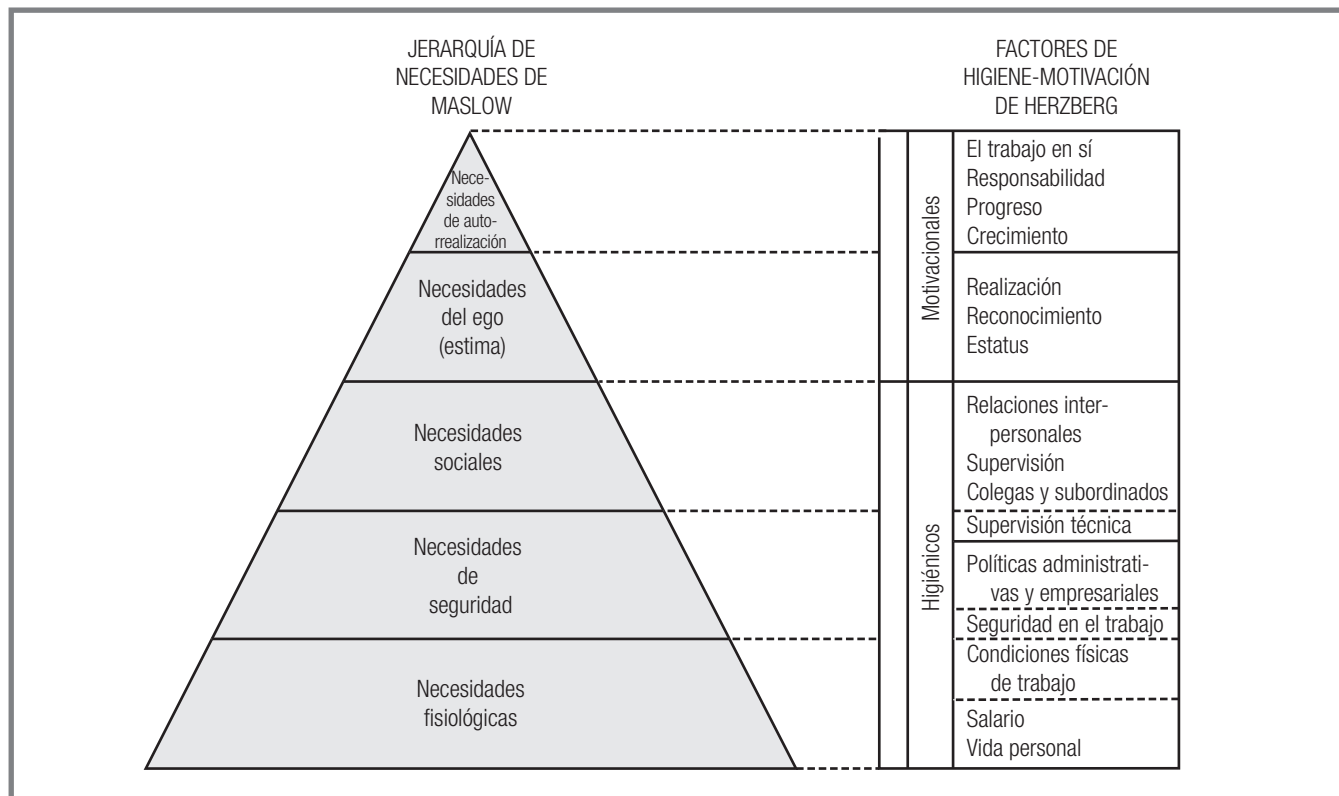 JERARQUÍA DE
NECESIDADES DE
MASLOW
Nece-
sidades
de auto-
rrealización
Necesidades
del ego
(estima)
Necesidades
sociales
Necesidades
de
seguridad
Necesidades
fisiológicas
FACTORES DE
HIGIENE-MOTIVACIÓN
DE HERZBERG
Motivacionales
El trabajo en sí
Responsabilidad
Progreso
Crecimiento
Realización
Reconocimiento
Estatus
Higiénicos
Relaciones inter-
personales
Supervisión
Colegas y subordinados
Supervisión técnica
Políticas administrati-
vas y empresariales
Seguridad en el trabajo
Condiciones físicas
de trabajo
Salario
Vida personal